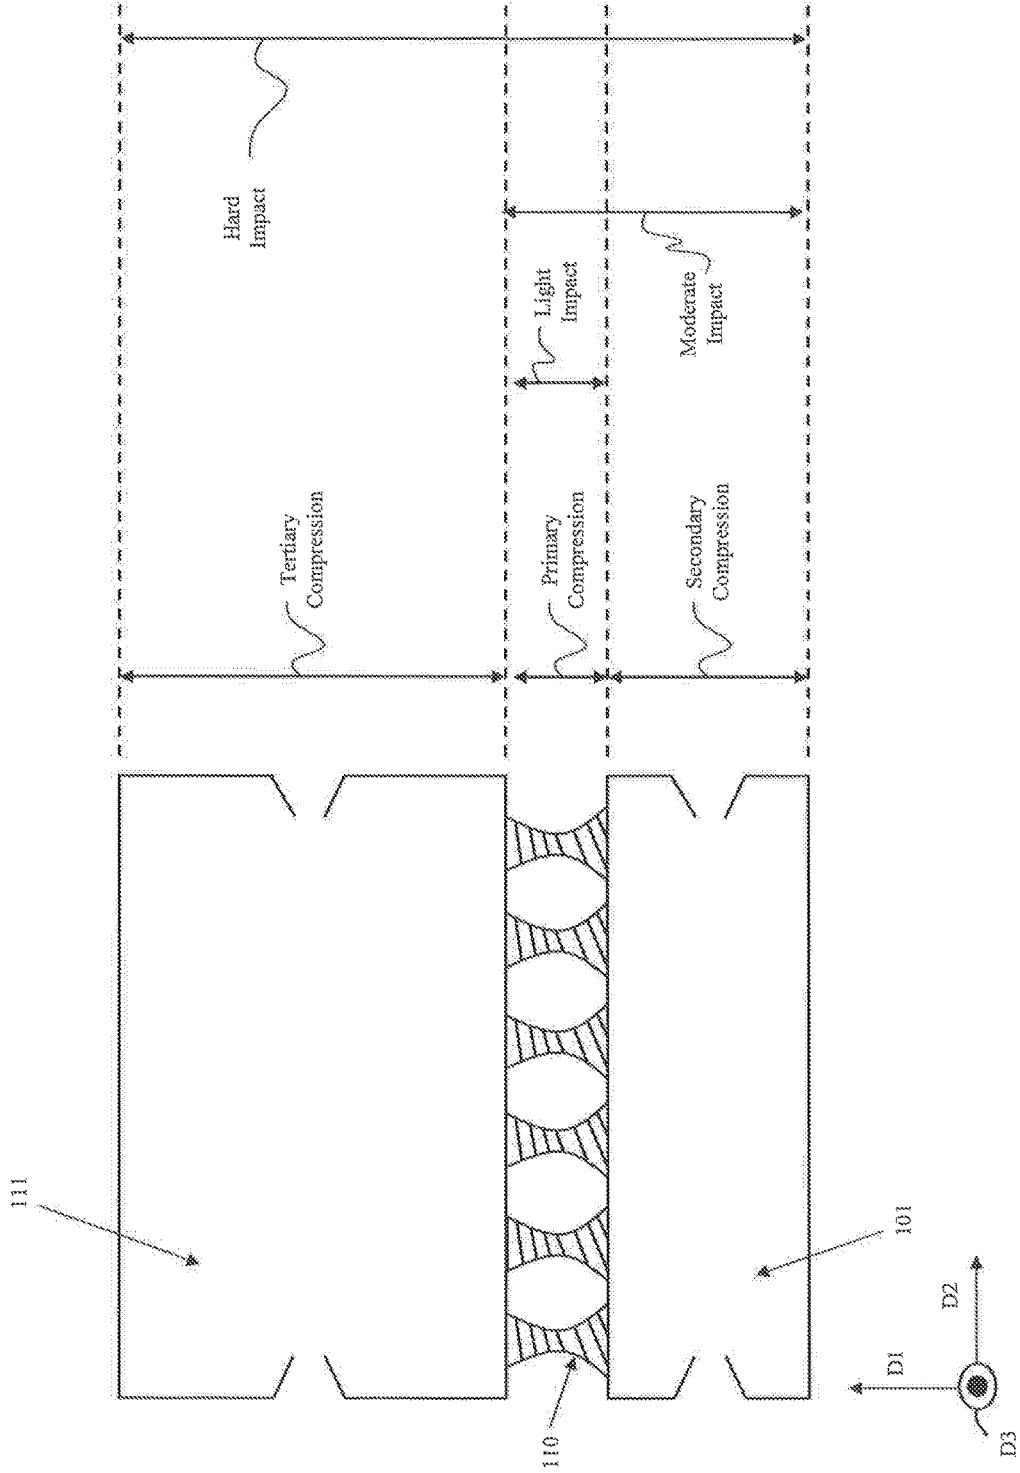 111
Tertiary
Compression
Hard
Impact
110
Primary
Compression
Light
Impact
101
Secondary
Compression
Moderate
Impact
D1
D2
D3